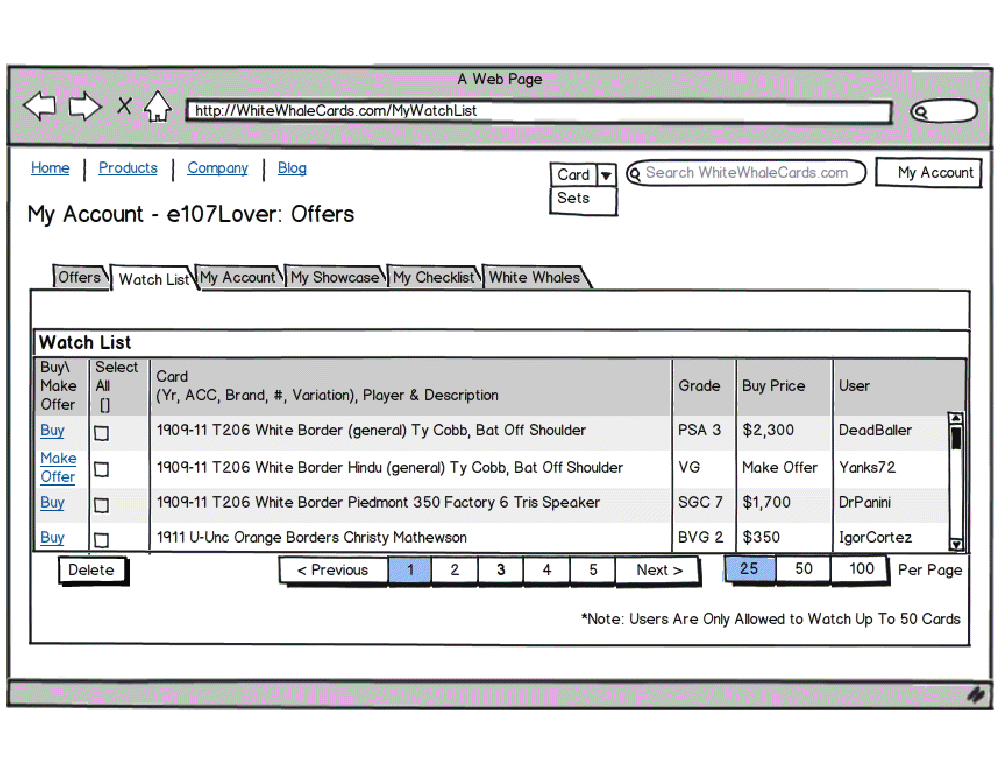 A Web Page
X
http://WhiteWhaleCards.com/MyWatchList
Home | Products | Company | Blog
Card
Search WhiteWhaleCards.com
My Account
Sets
My Account - e107Lover: Offers
Offers
Watch List
My Account
My Showcase
My Checklist
White Whales
Watch List
Buy\ Make Offer
Select All []
Card
(Yr, ACC, Brand, #, Variation), Player & Description
Grade
Buy Price
User
Buy 1909-11 T206 White Border (general) Ty Cobb, Bat Off Shoulder PSA 3 $2,300 DeadBaller
Make Offer 1909-11 T206 White Border Hindu (general) Ty Cobb, Bat Off Shoulder VG Make Offer Yanks72
Buy 1909-11 T206 White Border Piedmont 350 Factory 6 Tris Speaker SGC 7 $1,700 DrPanini
Buy 1911 U-Unc Orange Borders Christy Mathewson BVG 2 $350 IgorCortez
Delete
< Previous 1 2 3 4 5 Next >
25 50 100 Per Page
*Note: Users Are Only Allowed to Watch Up To 50 Cards